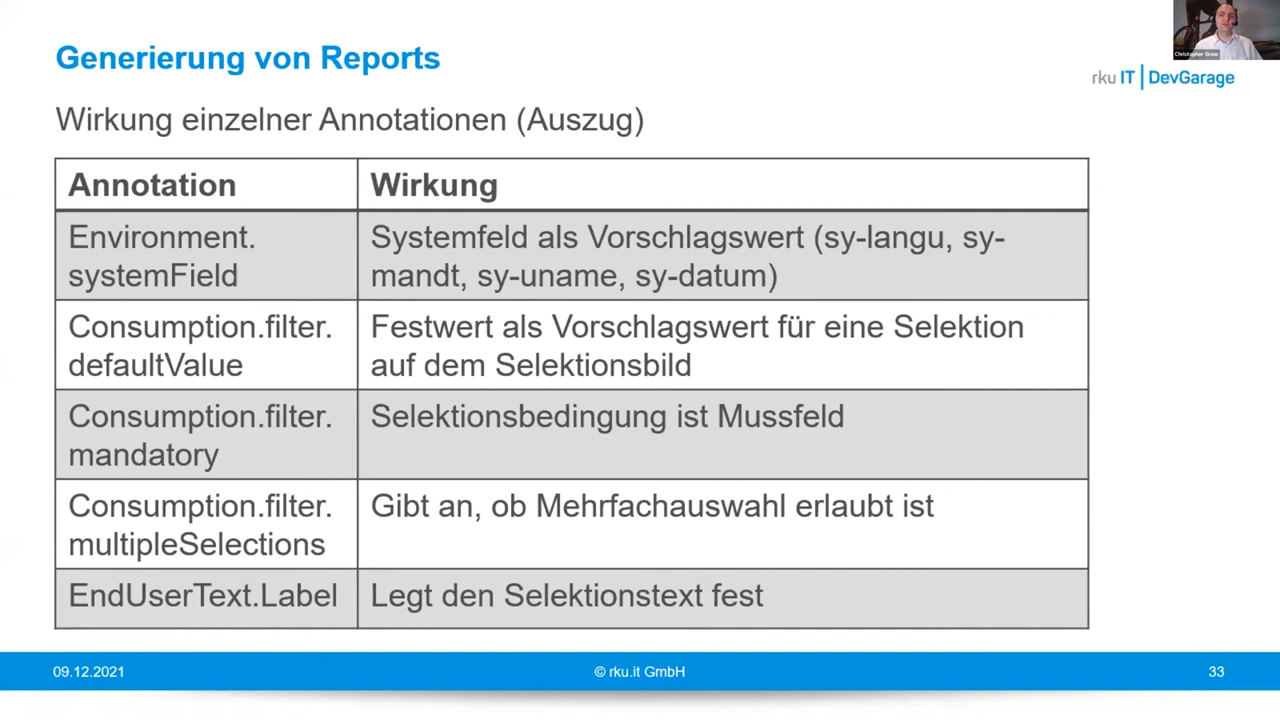 Generierung von Reports
Christopher Grass
rku IT | DevGarage
Wirkung einzelner Annotationen (Auszug)
Annotation
Wirkung
Environment.
systemField
Systemfeld als Vorschlagswert (sy-langu, sy-
mandt, sy-uname, sy-datum)
Consumption.filter.
defaultValue
Festwert als Vorschlagswert für eine Selektion
auf dem Selektionsbild
Consumption.filter.
mandatory
Selektionsbedingung ist Mussfeld
Consumption.filter.
multipleSelections
Gibt an, ob Mehrfachauswahl erlaubt ist
EndUserText.Label
Legt den Selektionstext fest
09.12.2021
© rku.it GmbH
33